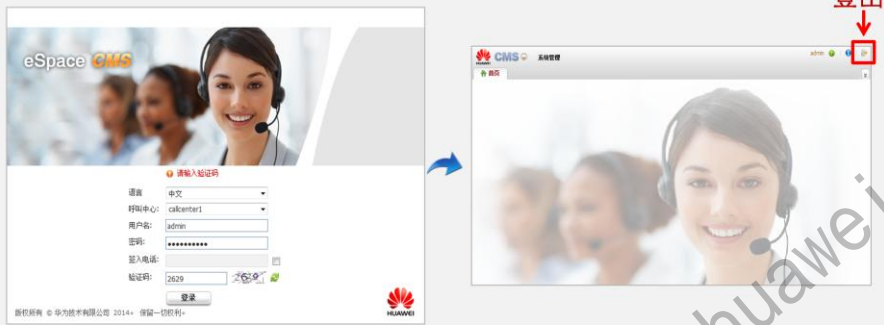 登出
eSpace CMS
请输入验证码
语言 中文
呼叫中心: callcenter1
用户名: admin
密码: ••••••••••
签入电话:
验证码: 2629
登录
版权所有 © 华为技术有限公司 2014。 保留一切权利。
HUAWEI
HUAWEI CMS 系统管理 admin
首页
huawei